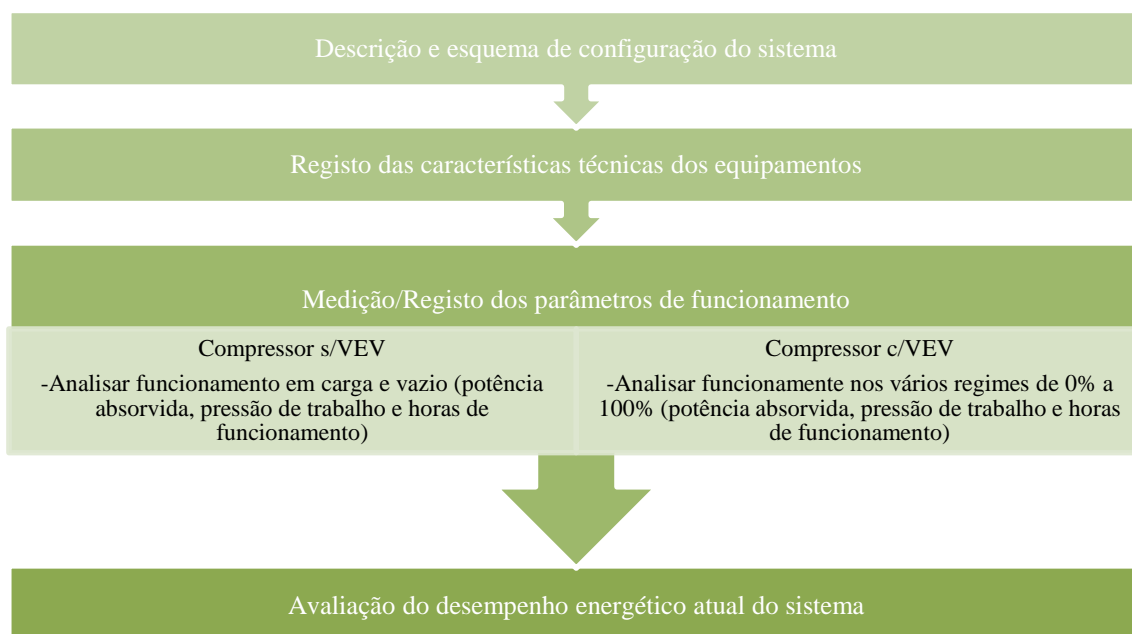 Descrição e esquema de configuração do sistema
Registo das características técnicas dos equipamentos
Medição/Registo dos parâmetros de funcionamento
Compressor s/VEV
-Analisar funcionamento em carga e vazio (potência
absorvida, pressão de trabalho e horas de
funcionamento)
Compressor c/VEV
-Analisar funcionamente nos vários regimes de 0% a
100% (potência absorvida, pressão de trabalho e horas
de funcionamento)
Avaliação do desempenho energético atual do sistema